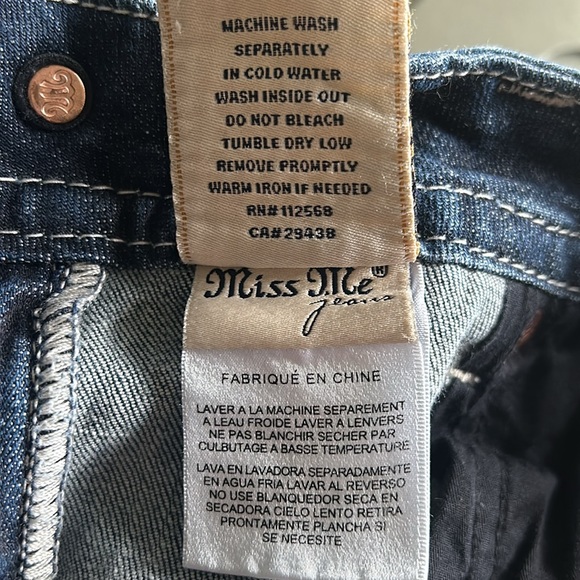 MACHINE WASH
SEPARATELY
IN COLD WATER
WASH INSIDE OUT
DO NOT BLEACH
TUMBLE DRY LOW
REMOVE PROMPTLY
WARM IRON IF NEEDED
RN#112568
CA#29438
Miss Me®
jeans
FABRIQUÉ EN CHINE
LAVER A LA MACHINE SEPAREMENT
A LEAU FROIDE LAVER A LENVERS
NE PAS BLANCHIR SECHER PAR
CULBUTAGE A BASSE TEMPERATURE
LAVA EN LAVADORA SEPARADAMENTE
EN AGUA FRIA LAVAR AL REVERSO
NO USE BLANQUEDOR SECA EN
SECADORA CIELO LENTO RETIRA
PRONTAMENTE PLANCHA SI
SE NECESITE